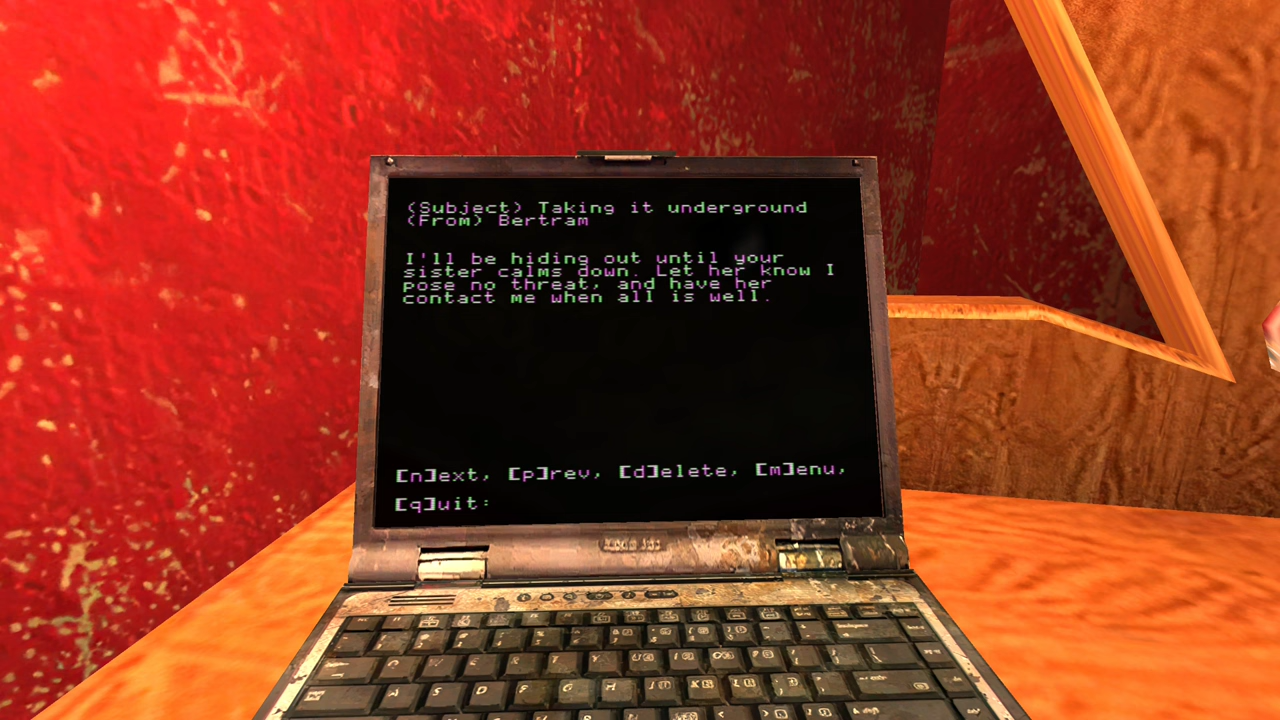 (Subject) Taking it underground
(From) Bertram
I'll be hiding out until your
sister calms down. Let her know I
pose no threat, and have her
contact me when all is well.
[n]ext, [p]rev, [d]elete, [m]enu,
[q]uit: